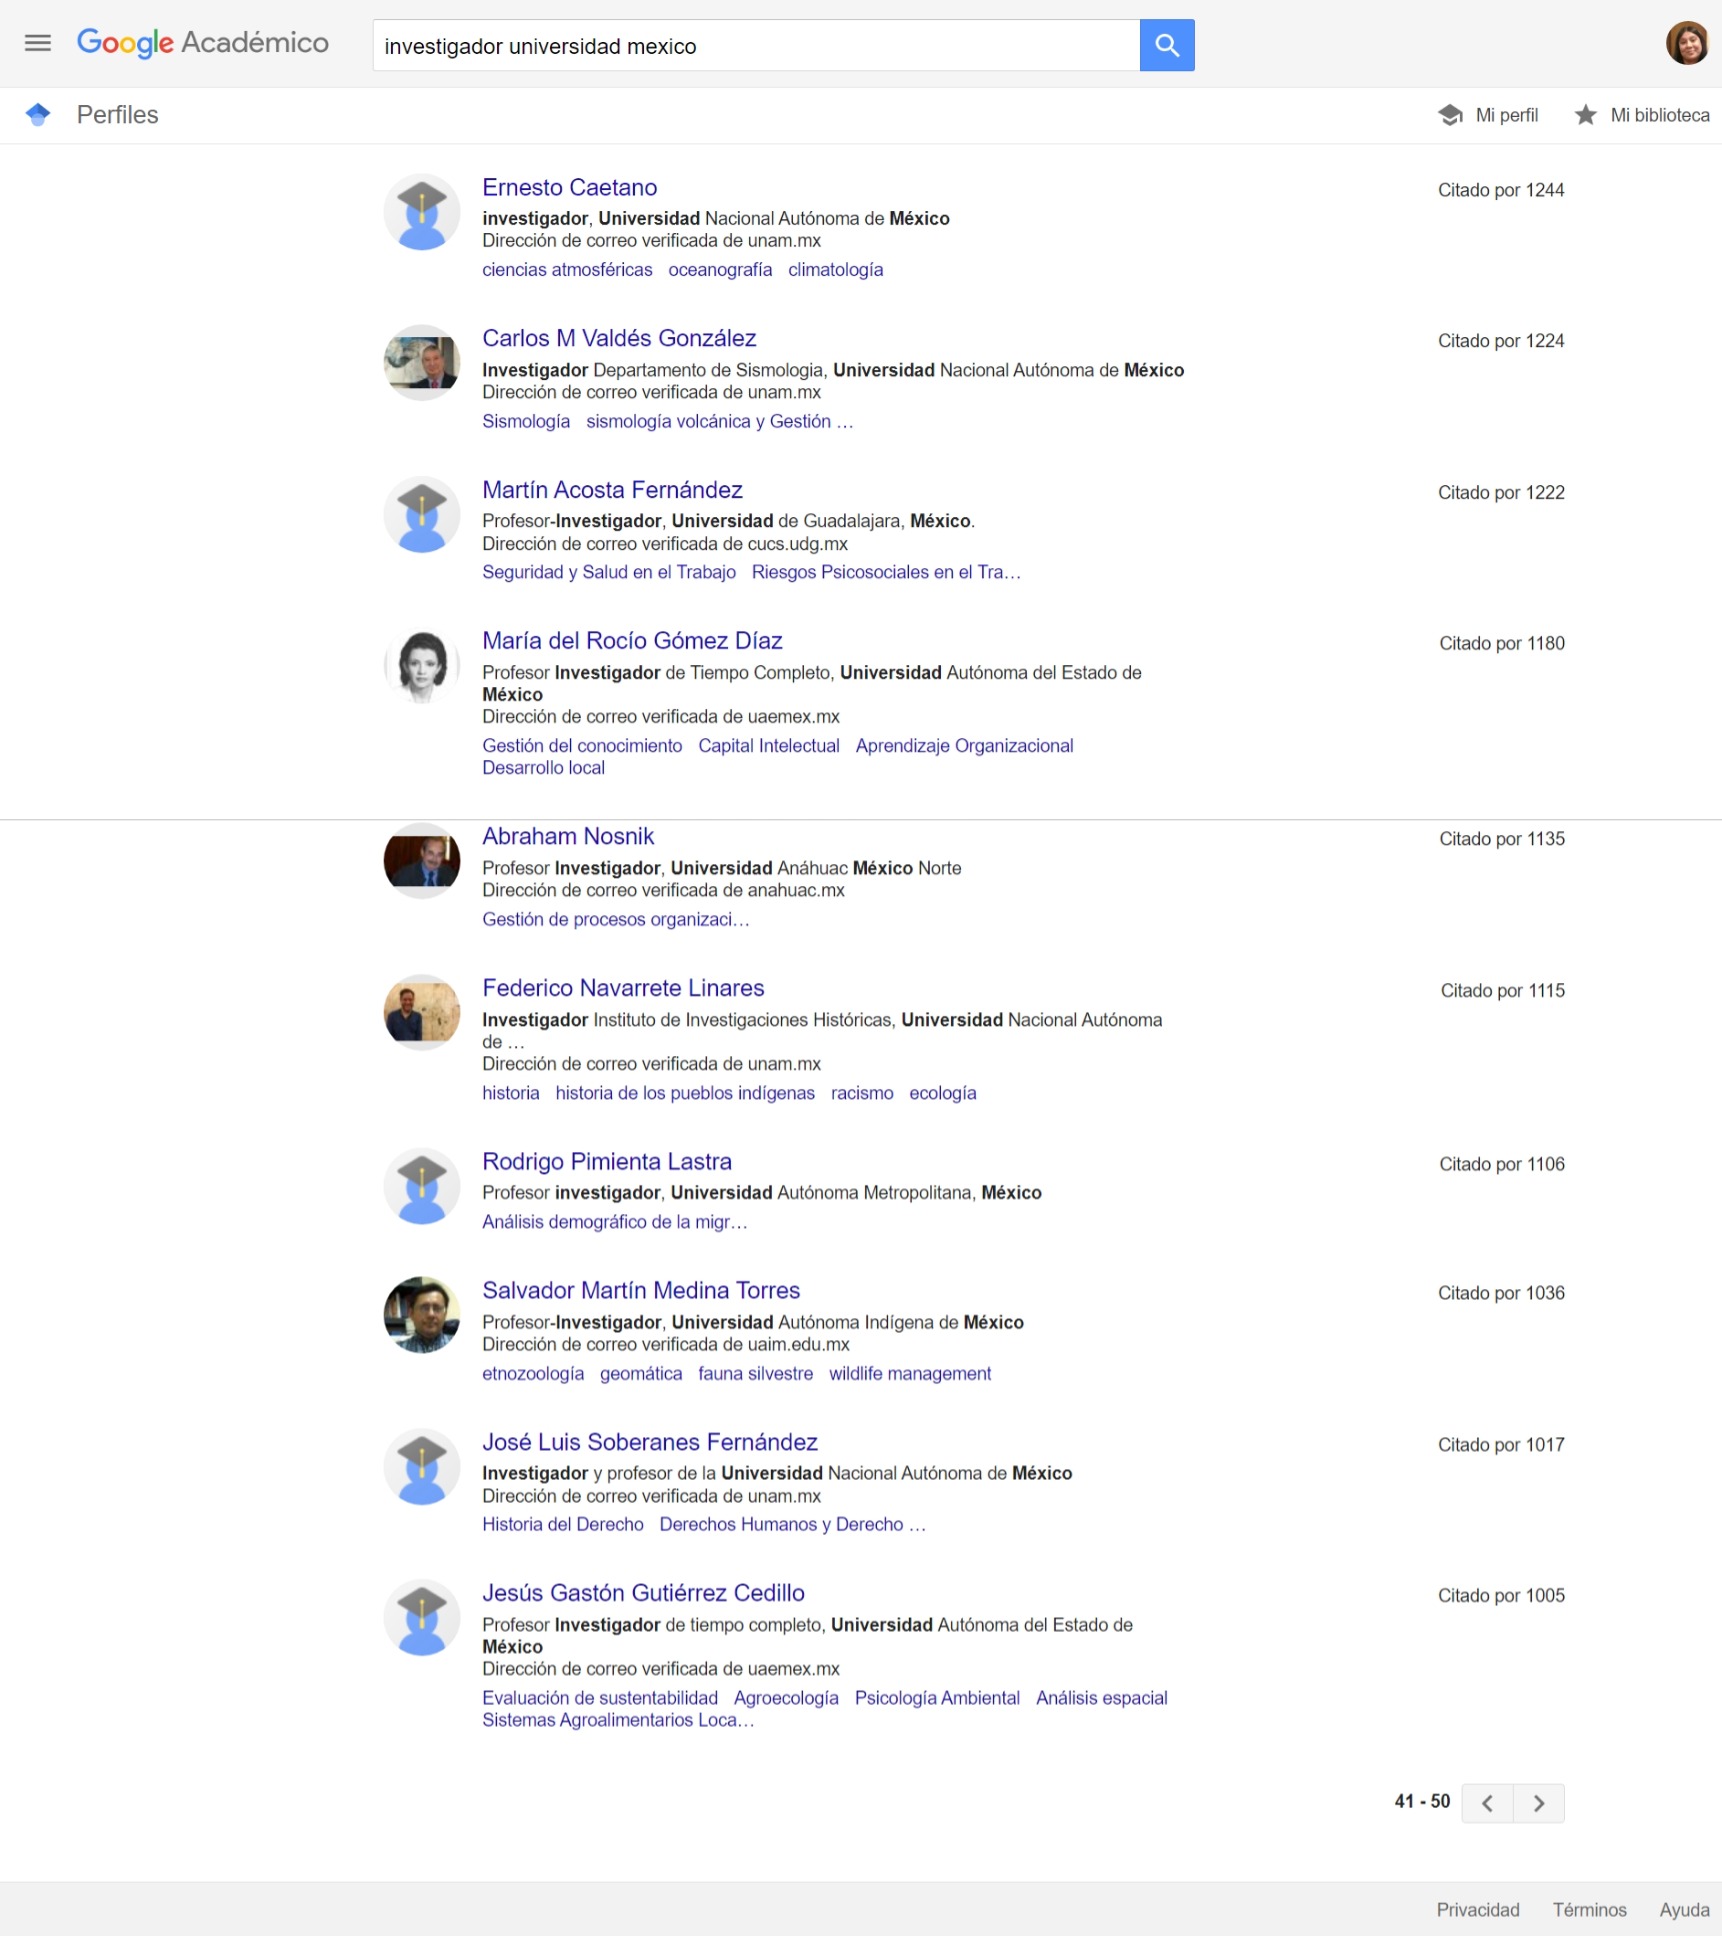 Google Académico
investigador universidad mexico
Perfiles
Mi perfil
Mi biblioteca
Ernesto Caetano
Citado por 1244
investigador, Universidad Nacional Autónoma de México
Dirección de correo verificada de unam.mx
ciencias atmosféricas oceanografía climatología
Carlos M Valdés González
Citado por 1224
Investigador Departamento de Sismologia, Universidad Nacional Autónoma de México
Dirección de correo verificada de unam.mx
Sismología sismología volcánica y Gestión …
Martín Acosta Fernández
Citado por 1222
Profesor-Investigador, Universidad de Guadalajara, México.
Dirección de correo verificada de cucs.udg.mx
Seguridad y Salud en el Trabajo Riesgos Psicosociales en el Tra…
María del Rocío Gómez Díaz
Citado por 1180
Profesor Investigador de Tiempo Completo, Universidad Autónoma del Estado de
México
Dirección de correo verificada de uaemex.mx
Gestión del conocimiento Capital Intelectual Aprendizaje Organizacional
Desarrollo local
Abraham Nosnik
Citado por 1135
Profesor Investigador, Universidad Anáhuac México Norte
Dirección de correo verificada de anahuac.mx
Gestión de procesos organizaci…
Federico Navarrete Linares
Citado por 1115
Investigador Instituto de Investigaciones Históricas, Universidad Nacional Autónoma
de …
Dirección de correo verificada de unam.mx
historia historia de los pueblos indígenas racismo ecología
Rodrigo Pimienta Lastra
Citado por 1106
Profesor investigador, Universidad Autónoma Metropolitana, México
Análisis demográfico de la migr…
Salvador Martín Medina Torres
Citado por 1036
Profesor-Investigador, Universidad Autónoma Indígena de México
Dirección de correo verificada de uaim.edu.mx
etnozoología geomática fauna silvestre wildlife management
José Luis Soberanes Fernández
Citado por 1017
Investigador y profesor de la Universidad Nacional Autónoma de México
Dirección de correo verificada de unam.mx
Historia del Derecho Derechos Humanos y Derecho …
Jesús Gastón Gutiérrez Cedillo
Citado por 1005
Profesor Investigador de tiempo completo, Universidad Autónoma del Estado de
México
Dirección de correo verificada de uaemex.mx
Evaluación de sustentabilidad Agroecología Psicología Ambiental Análisis espacial
Sistemas Agroalimentarios Loca…
41 - 50
Privacidad Términos Ayuda